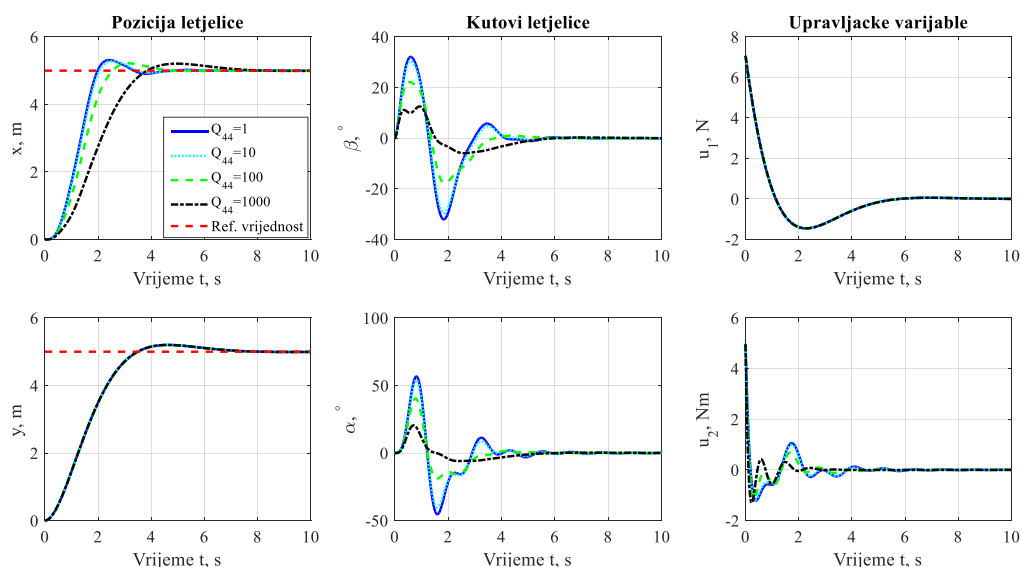 Pozicija letjelice
Kutovi letjelice
Upravljacke varijable
x, m
6
4
2
0
0 2 4 6 8 10
Vrijeme t, s
Q44=1
Q44=10
Q44=100
Q44=1000
Ref. vrijednost
β, °
40
20
0
-20
-40
0 2 4 6 8 10
Vrijeme t, s
u1, N
8
6
4
2
0
-2
0 2 4 6 8 10
Vrijeme t, s
y, m
6
4
2
0
0 2 4 6 8 10
Vrijeme t, s
α, °
100
50
0
-50
0 2 4 6 8 10
Vrijeme t, s
u2, Nm
6
4
2
0
-2
0 2 4 6 8 10
Vrijeme t, s